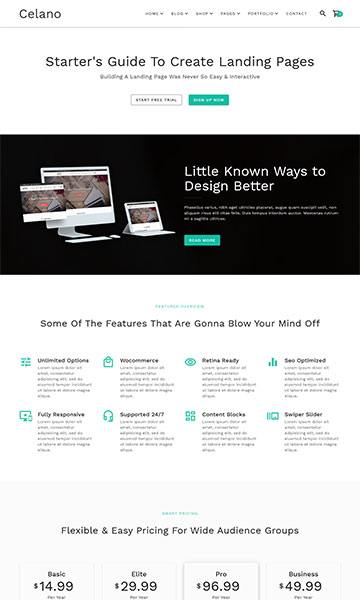 Celano
HOME BLOG SHOP PAGES PORTFOLIO CONTACT
Starter's Guide To Create Landing Pages
Building A Landing Page Was Never So Easy & Interactive
START FREE TRIAL SIGN UP NOW
Little Known Ways to
Design Better
Phasellus varius, nibh eget ultricies placerat, augue quam suscipit velit, non
aliquam risus elit vitae felis. Duis tempus interdum auctor. Maecenas rutrum
mi a sagittis ultrices.
READ MORE
FEATURES OVERVIEW
Some Of The Features That Are Gonna Blow Your Mind Off
Unlimited Options
Lorem ipsum dolor sit
amet, consectetur
adipiscing elit, sed do
eiusmod tempor incididunt
ut labore et dolore magna
aliqua.
Wocommerce
Lorem ipsum dolor sit
amet, consectetur
adipiscing elit, sed do
eiusmod tempor incididunt
ut labore et dolore magna
aliqua.
Retina Ready
Lorem ipsum dolor sit
amet, consectetur
adipiscing elit, sed do
eiusmod tempor incididunt
ut labore et dolore magna
aliqua.
Seo Optimized
Lorem ipsum dolor sit
amet, consectetur
adipiscing elit, sed do
eiusmod tempor incididunt
ut labore et dolore magna
aliqua.
Fully Responsive
Lorem ipsum dolor sit
amet, consectetur
adipiscing elit, sed do
eiusmod tempor incididunt
ut labore et dolore magna
aliqua.
Supported 24/7
Lorem ipsum dolor sit
amet, consectetur
adipiscing elit, sed do
eiusmod tempor incididunt
ut labore et dolore magna
aliqua.
Content Blocks
Lorem ipsum dolor sit
amet, consectetur
adipiscing elit, sed do
eiusmod tempor incididunt
ut labore et dolore magna
aliqua.
Swiper Slider
Lorem ipsum dolor sit
amet, consectetur
adipiscing elit, sed do
eiusmod tempor incididunt
ut labore et dolore magna
aliqua.
SMART PRICING
Flexible & Easy Pricing For Wide Audience Groups
Basic
$14.99
Per Year
Elite
$29.99
Per Year
Pro
$96.99
Per Year
Business
$49.99
Per Year